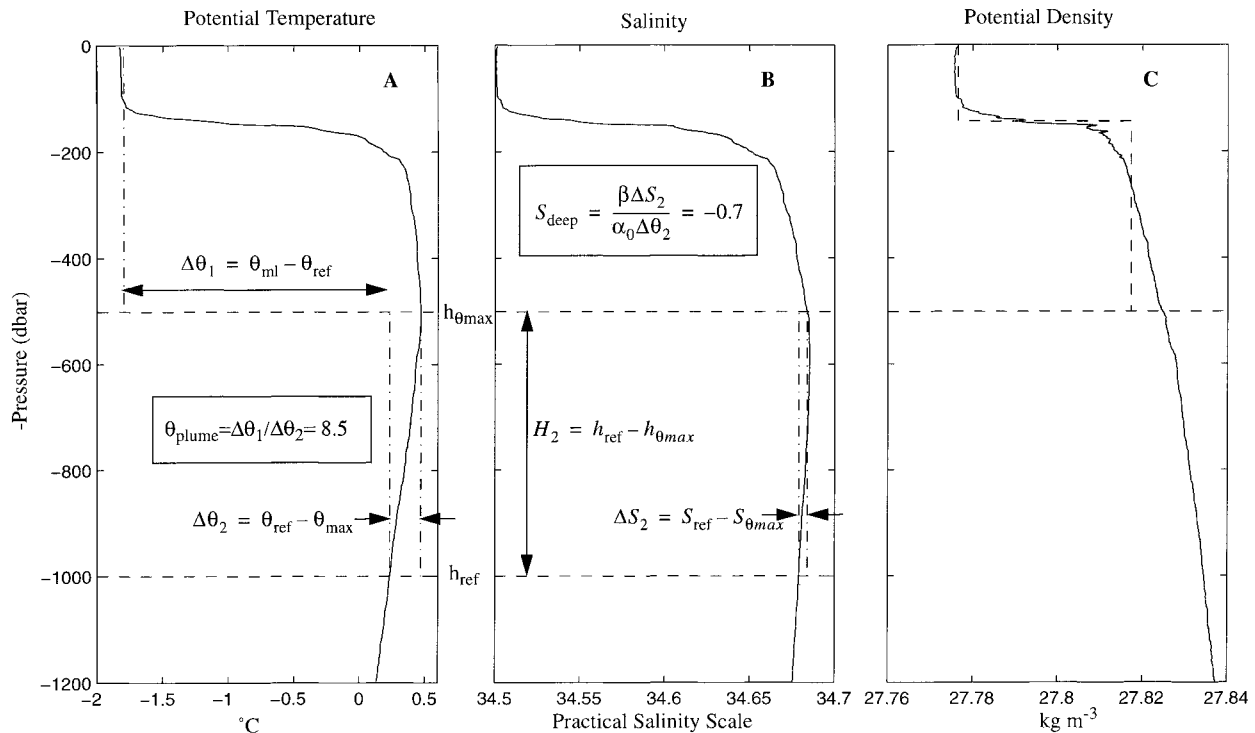 Potential Temperature
Salinity
Potential Density
A
B
C
0
−200
−400
−600
−800
−1000
−1200
-Pressure (dbar)
Δθ1 = θml − θref
θplume=Δθ1/Δθ2= 8.5
Δθ2 = θref − θmax
hθmax
href
Sdeep = βΔS2 / α0Δθ2 = −0.7
H2 = href − hθmax
ΔS2 = Sref − Sθmax
−2 −1 −0.5 0 0.5
˚C
34.5 34.55 34.6 34.65 34.7
Practical Salinity Scale
27.76 27.78 27.8 27.82 27.84
kg m-3